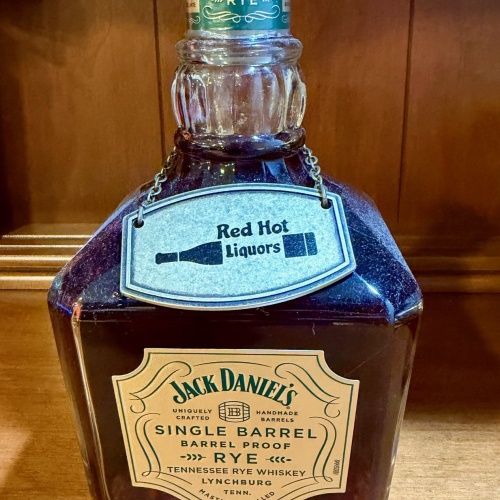 RYE
Red Hot
Liquors
JACK DANIEL'S
UNIQUELY CRAFTED
HANDMADE BARRELS
SINGLE BARREL
BARREL PROOF
RYE
TENNESSEE RYE WHISKEY
LYNCHBURG
TENN.